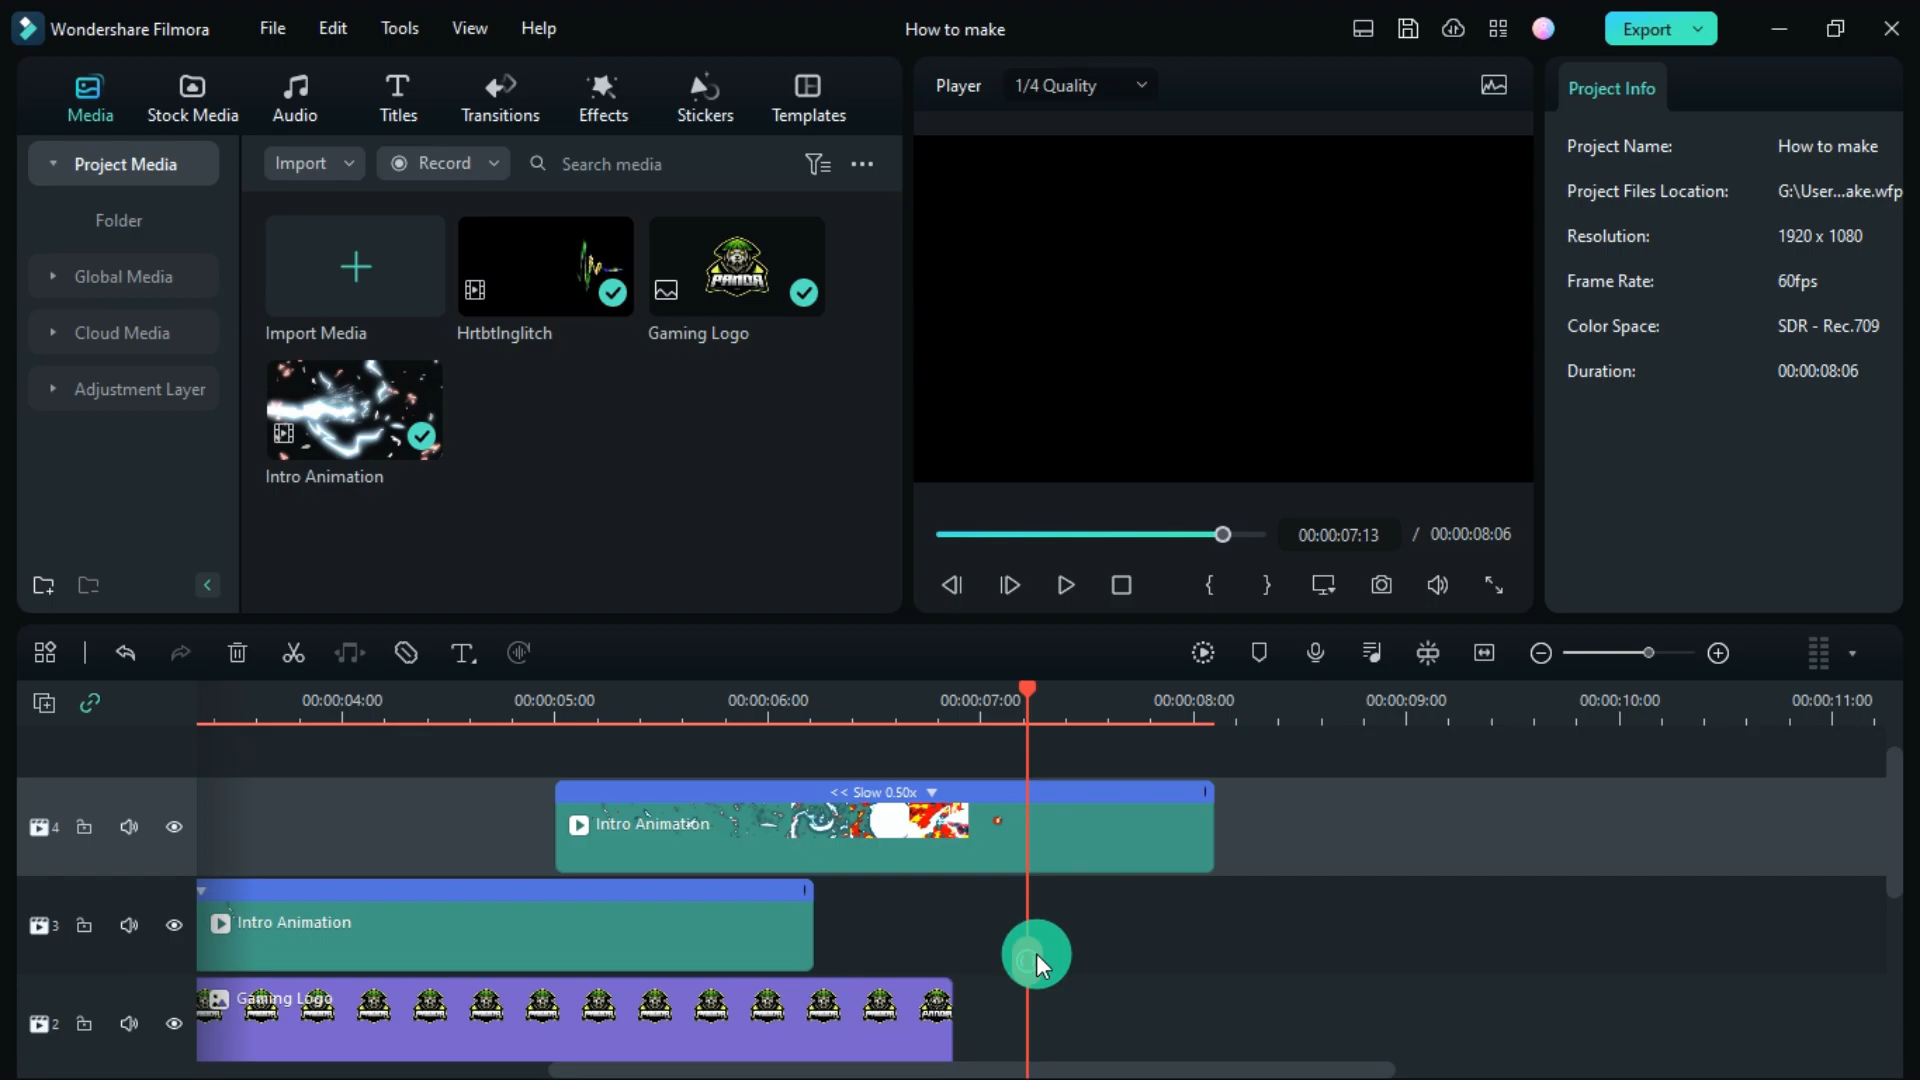 Wondershare Filmora
File
Edit
Tools
View
Help
How to make
Export
Media
Stock Media
Audio
Titles
Transitions
Effects
Stickers
Templates
Player
1/4 Quality
Project Info
Project Media
Import
Record
Search media
Folder
Global Media
Cloud Media
Adjustment Layer
PANDA
Import Media
HrtbtInglitch
Gaming Logo
Intro Animation
Project Name:
How to make
Project Files Location:
G:\User...ake.wfp
Resolution:
1920 x 1080
Frame Rate:
60fps
Color Space:
SDR - Rec.709
Duration:
00:00:08:06
00:00:07:13
/
00:00:08:06
00:00:04:00
00:00:05:00
00:00:06:00
00:00:07:00
00:00:08:00
00:00:09:00
00:00:10:00
00:00:11:00
<< Slow 0.50x
4
Intro Animation
3
Intro Animation
2
Gaming Logo